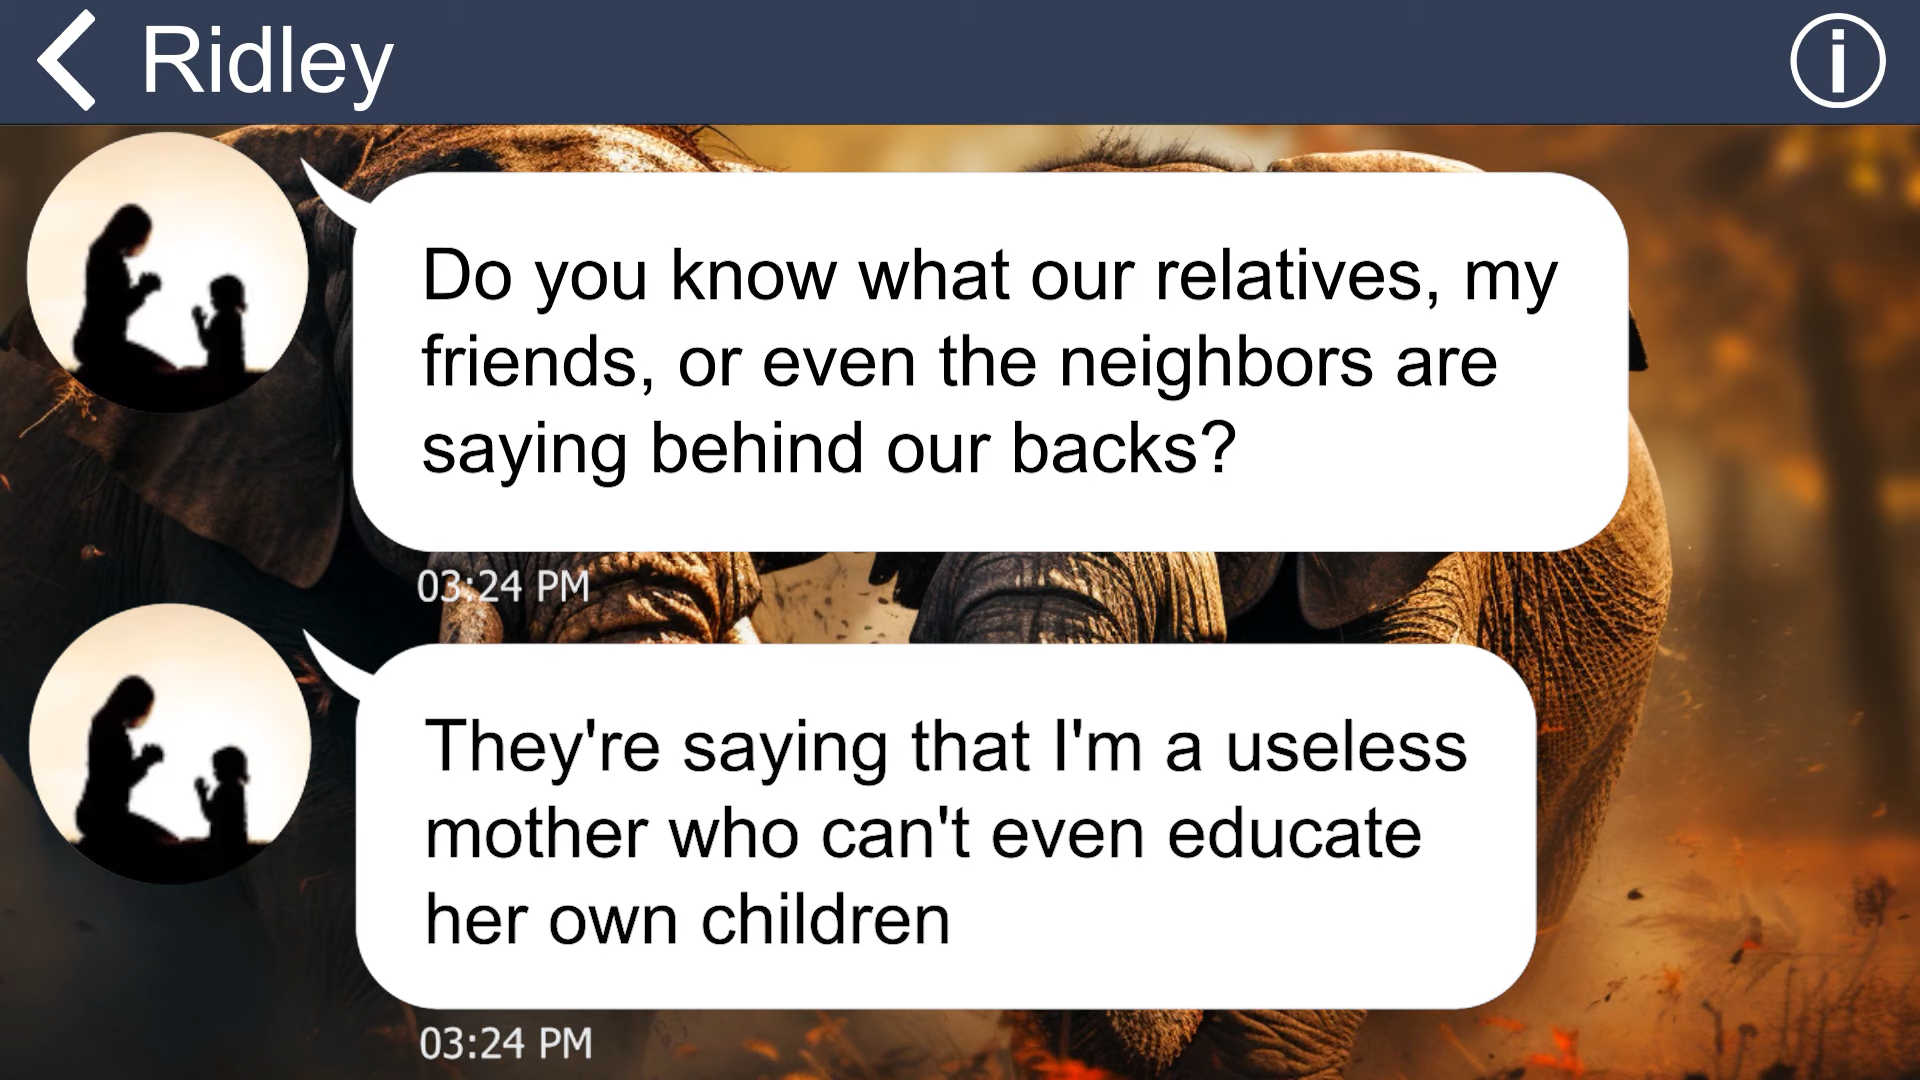 Ridley
Do you know what our relatives, my
friends, or even the neighbors are
saying behind our backs?
03:24 PM
They're saying that I'm a useless
mother who can't even educate
her own children
03:24 PM